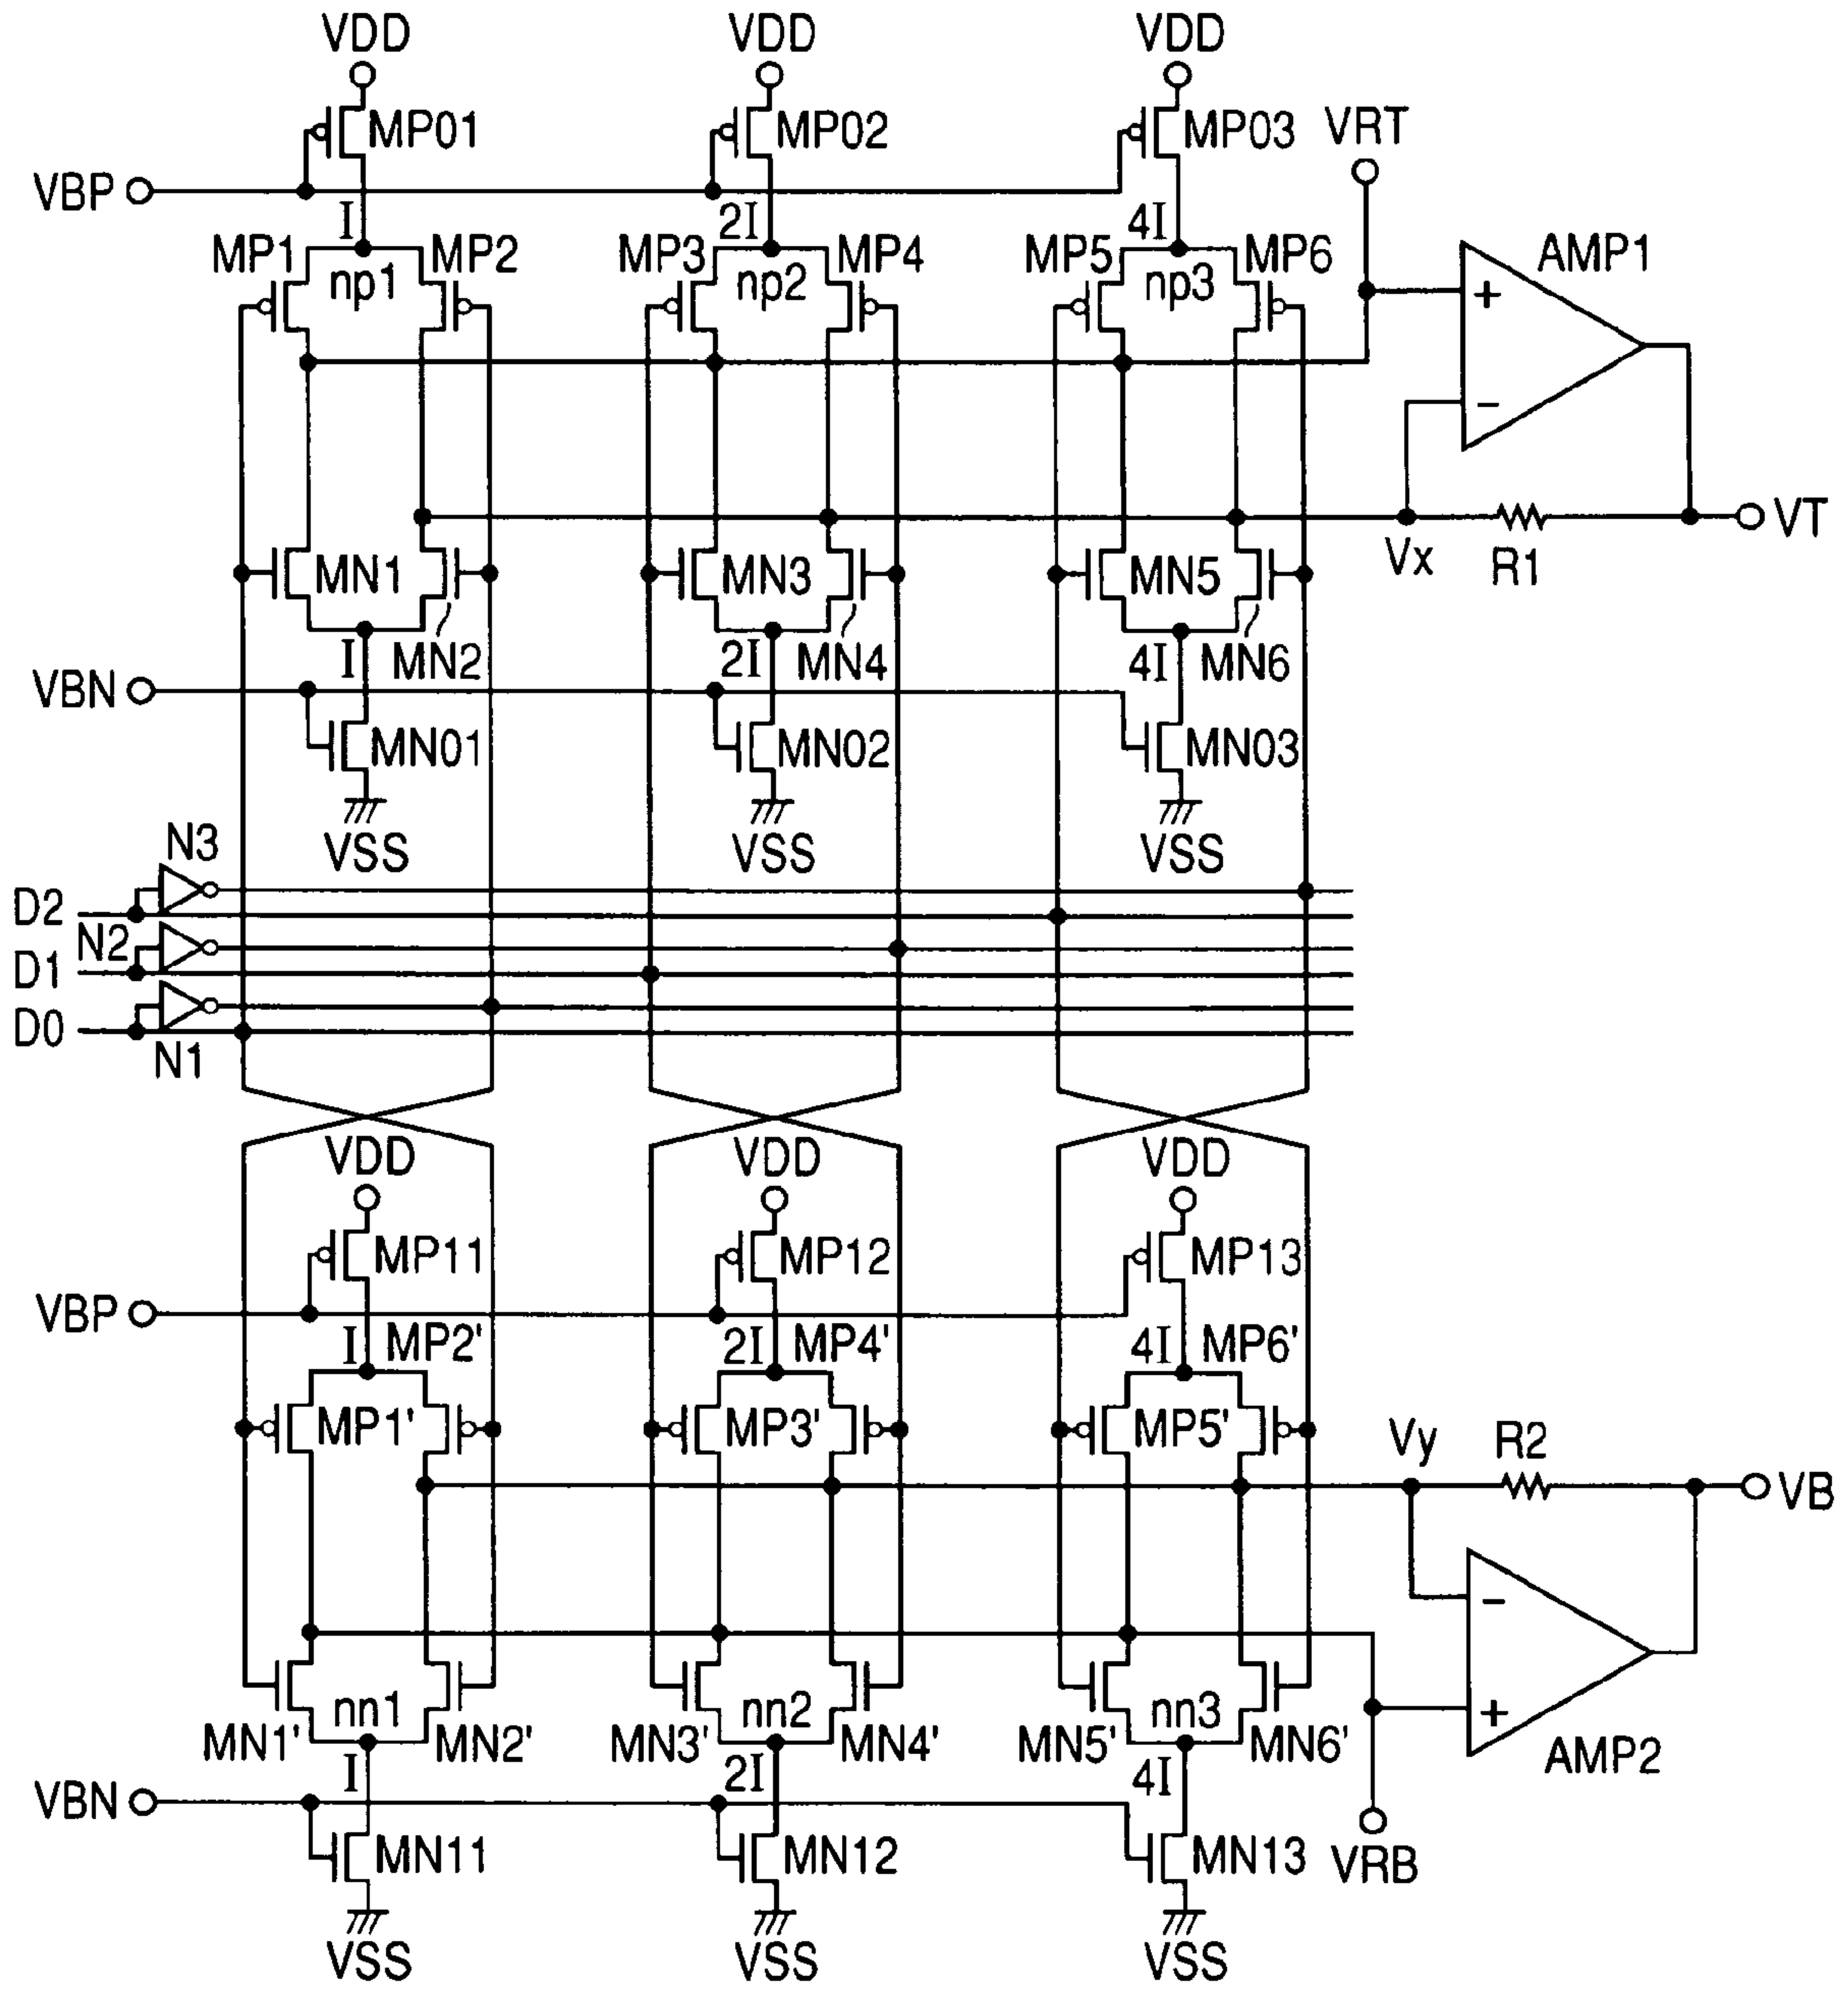 VDD VDD VDD
MP01 MP02 MP03 VRT
VBP
I 2I 4I
MP1 MP2 MP3 MP4 MP5 MP6 AMP1
np1 np2 np3
+
-
VT
Vx R1
MN1 MN3 MN5
MN2 MN4 MN6
I 2I 4I
VBN
MN01 MN02 MN03
VSS VSS VSS
N3
D2
N2
D1
D0
N1
VDD VDD VDD
MP11 MP12 MP13
VBP
I MP2' 2I MP4' 4I MP6'
MP1' MP3' MP5'
Vy R2
VB
-
+
nn1 nn2 nn3
MN1' MN2' MN3' MN4' MN5' MN6'
AMP2
I 2I 4I
VBN
MN11 MN12 MN13
VRB
VSS VSS VSS